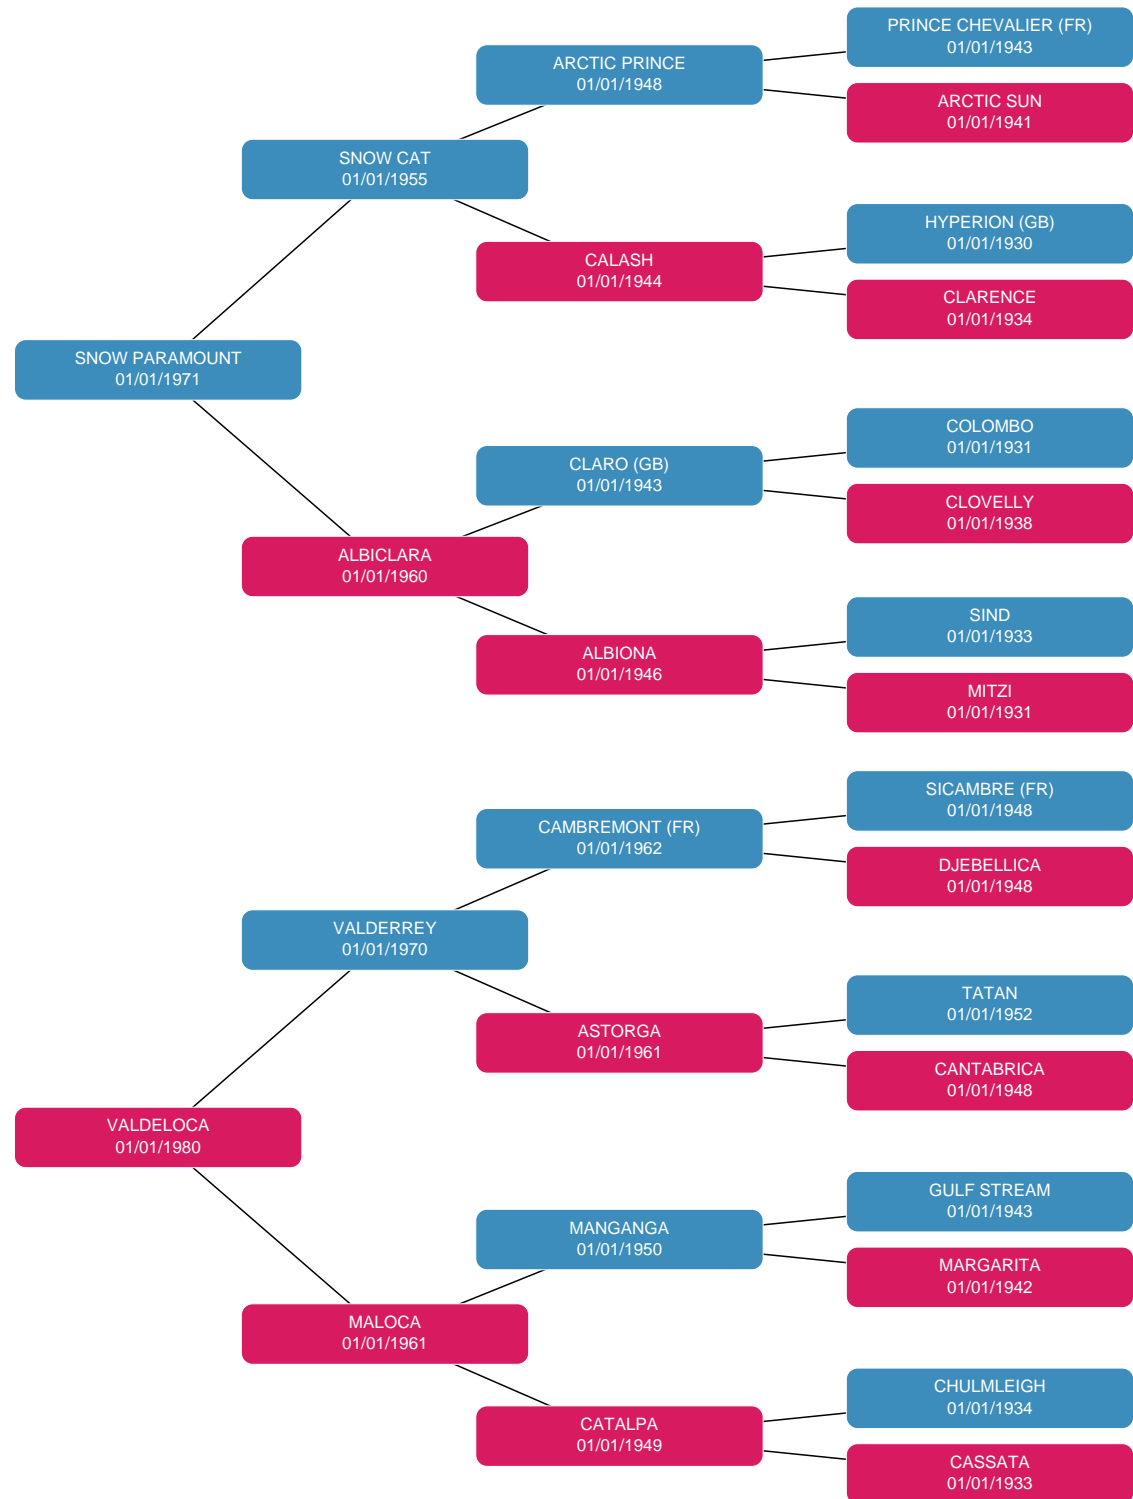 PRINCE CHEVALIER (FR)
01/01/1943
ARCTIC PRINCE
01/01/1948
ARCTIC SUN
01/01/1941
SNOW CAT
01/01/1955
HYPERION (GB)
01/01/1930
CALASH
01/01/1944
CLARENCE
01/01/1934
SNOW PARAMOUNT
01/01/1971
COLOMBO
01/01/1931
CLARO (GB)
01/01/1943
CLOVELLY
01/01/1938
ALBICLARA
01/01/1960
SIND
01/01/1933
ALBIONA
01/01/1946
MITZI
01/01/1931
SICAMBRE (FR)
01/01/1948
CAMBREMONT (FR)
01/01/1962
DJEBELLICA
01/01/1948
VALDERREY
01/01/1970
TATAN
01/01/1952
ASTORGA
01/01/1961
CANTABRICA
01/01/1948
VALDELOCA
01/01/1980
GULF STREAM
01/01/1943
MANGANGA
01/01/1950
MARGARITA
01/01/1942
MALOCA
01/01/1961
CHULMLEIGH
01/01/1934
CATALPA
01/01/1949
CASSATA
01/01/1933